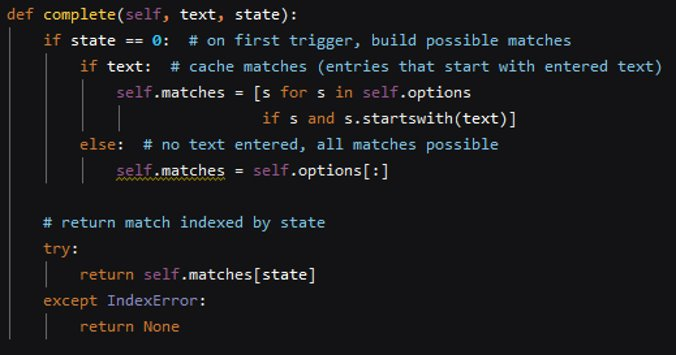 def complete(self, text, state):
    if state == 0:  # on first trigger, build possible matches
        if text:  # cache matches (entries that start with entered text)
            self.matches = [s for s in self.options
                            if s and s.startswith(text)]
        else:  # no text entered, all matches possible
            self.matches = self.options[:]

    # return match indexed by state
    try:
        return self.matches[state]
    except IndexError:
        return None